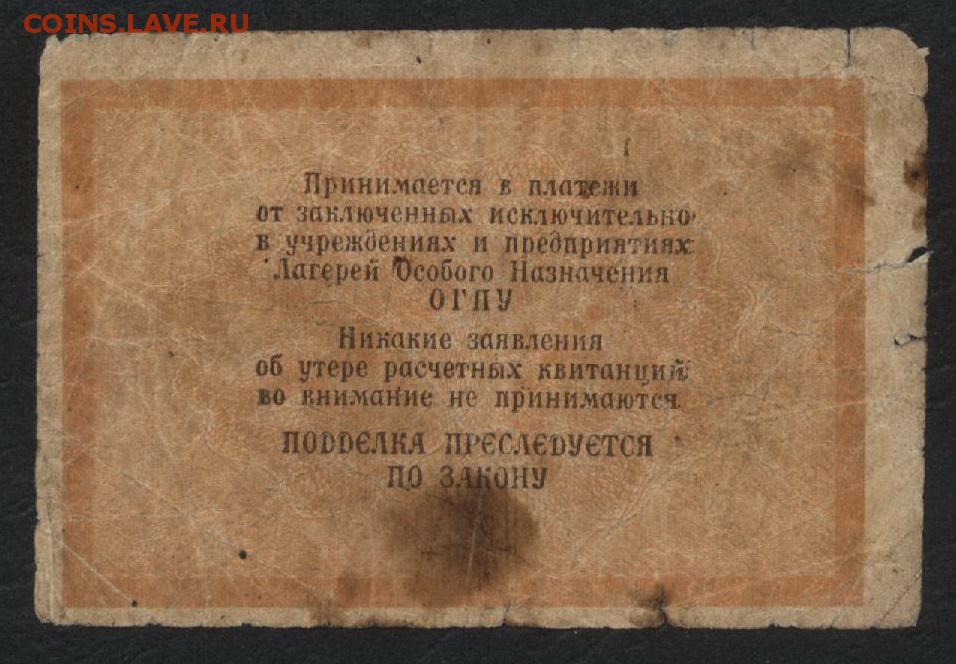 COINS.LAVE.RU
Принимается в платежи
от заключенных исключительно
в учреждениях и предприятиях
Лагерей Особого Назначения
ОГПУ
Никакие заявления
об утере расчетных квитанций
во внимание не принимаются
ПОДДЕЛКА ПРЕСЛЕДУЕТСЯ
ПО ЗАКОНУ